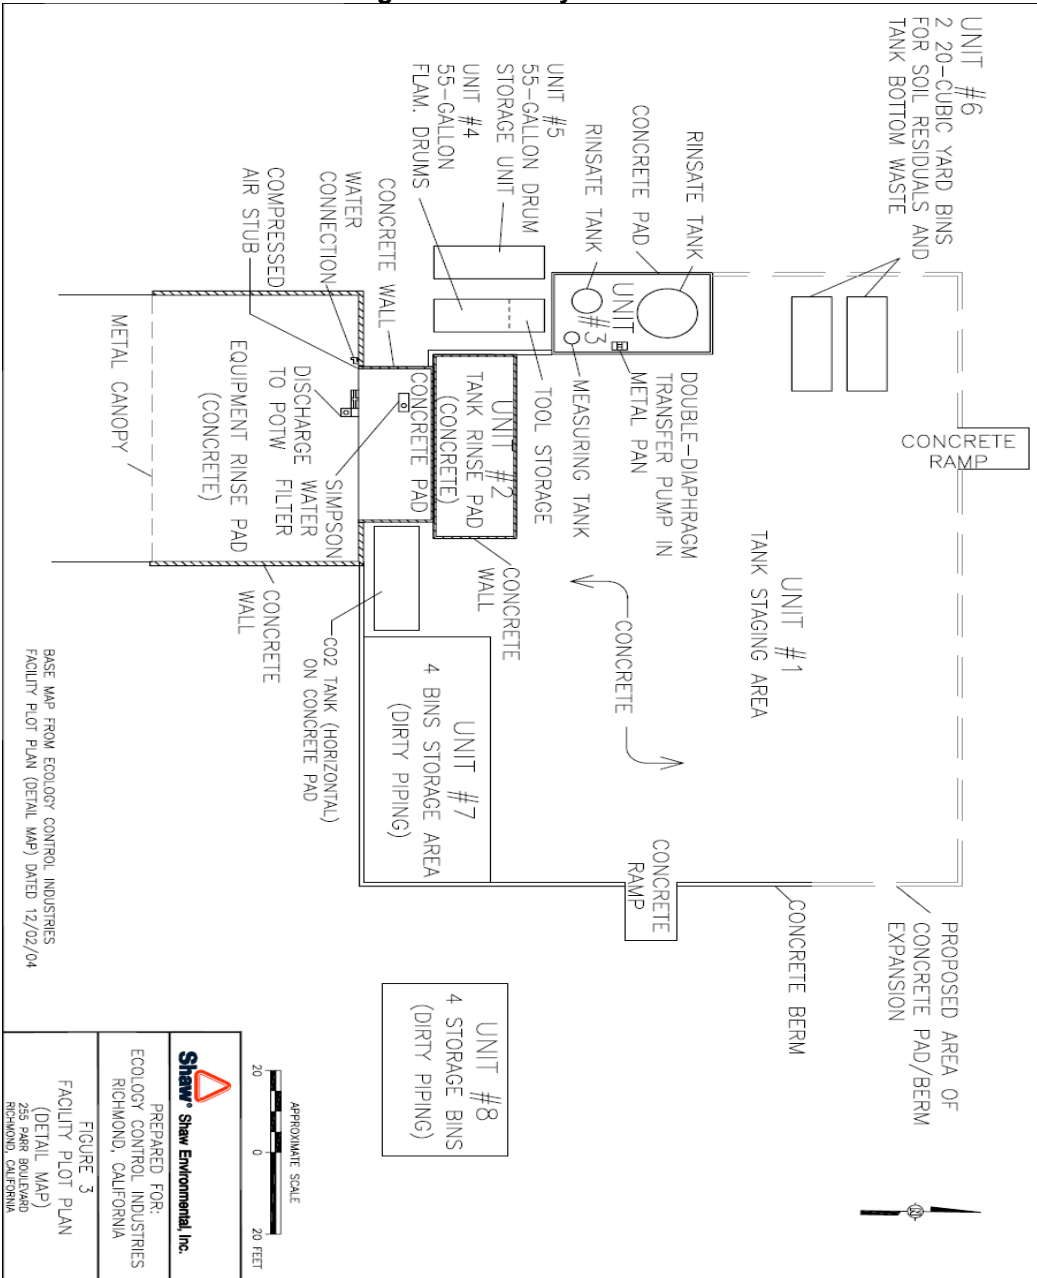 UNIT #6
2 20-CUBIC YARD BINS
FOR SOIL RESIDUALS AND
TANK BOTTOM WASTE
RINSATE TANK
CONCRETE PAD
RINSATE TANK
UNIT #5
55-GALLON DRUM
STORAGE UNIT
UNIT #4
55-GALLON
FLAM. DRUMS
CONCRETE WALL
WATER
CONNECTION
COMPRESSED
AIR STUB
METAL CANOPY
UNIT
#3
CONCRETE
RAMP
DOUBLE-DIAPHRAGM
TRANSFER PUMP IN
METAL PAN
MEASURING TANK
TOOL STORAGE
UNIT #2
TANK RINSE PAD
(CONCRETE)
CONCRETE PAD
SIMPSON
DISCHARGE WATER
TO POTW FILTER
EQUIPMENT RINSE PAD
(CONCRETE)
UNIT #1
TANK STAGING AREA
CONCRETE
CONCRETE
WALL
CONCRETE
WALL
CO2 TANK (HORIZONTAL)
ON CONCRETE PAD
UNIT #7
4 BINS STORAGE AREA
(DIRTY PIPING)
CONCRETE
RAMP
CONCRETE BERM
PROPOSED AREA OF
CONCRETE PAD/BERM
EXPANSION
UNIT #8
4 STORAGE BINS
(DIRTY PIPING)
N
BASE MAP FROM ECOLOGY CONTROL INDUSTRIES
FACILITY PLOT PLAN (DETAIL MAP) DATED 12/02/04
APPROXIMATE SCALE
20 0 20 FEET
Shaw® Shaw Environmental, Inc.
PREPARED FOR:
ECOLOGY CONTROL INDUSTRIES
RICHMOND, CALIFORNIA
FIGURE 3
FACILITY PLOT PLAN
(DETAIL MAP)
255 PARR BOULEVARD
RICHMOND, CALIFORNIA